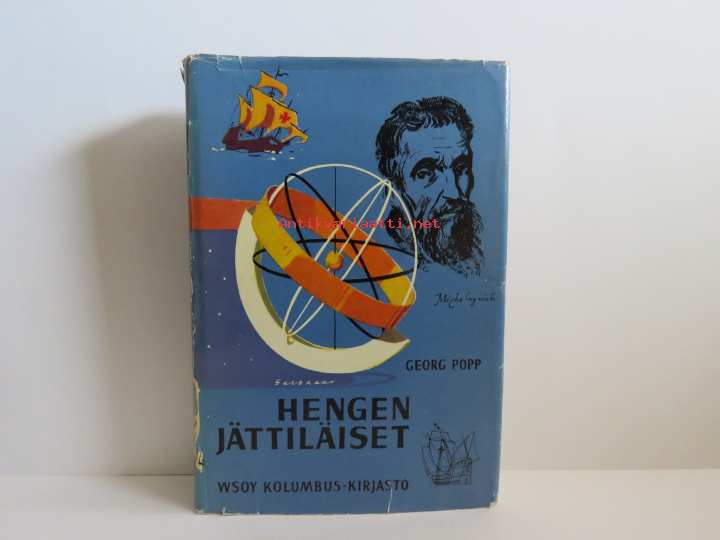 Antikvariaatti.net
GEORG POPP
HENGEN
JÄTTILÄISET
WSOY KOLUMBUS-KIRJASTO